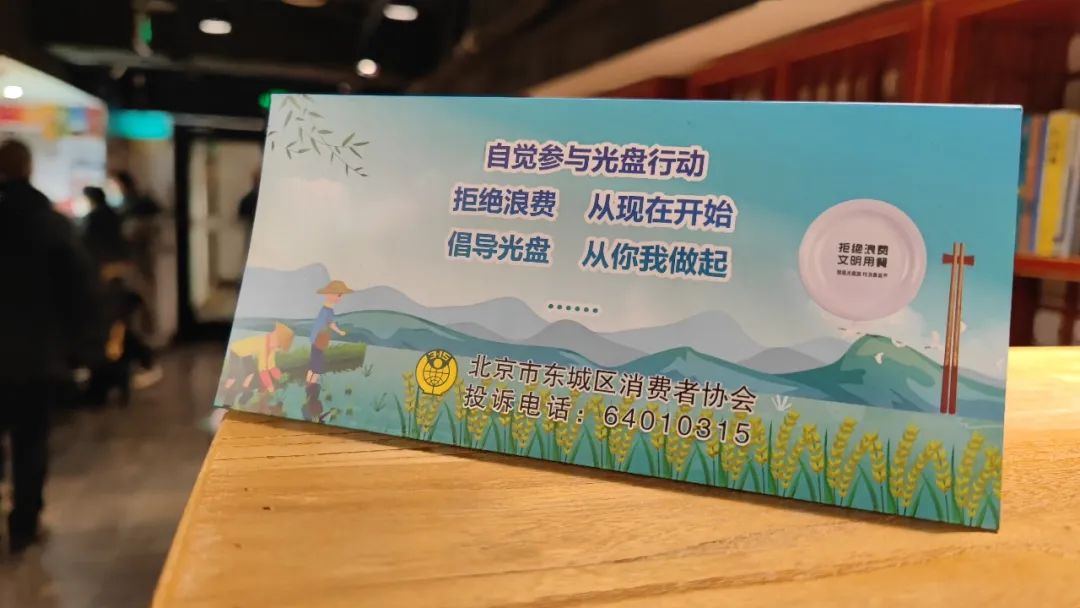 自觉参与光盘行动
拒绝浪费 从现在开始
倡导光盘 从你我做起
……
拒绝浪费
文明用餐
3·15
北京市东城区消费者协会
投诉电话：64010315